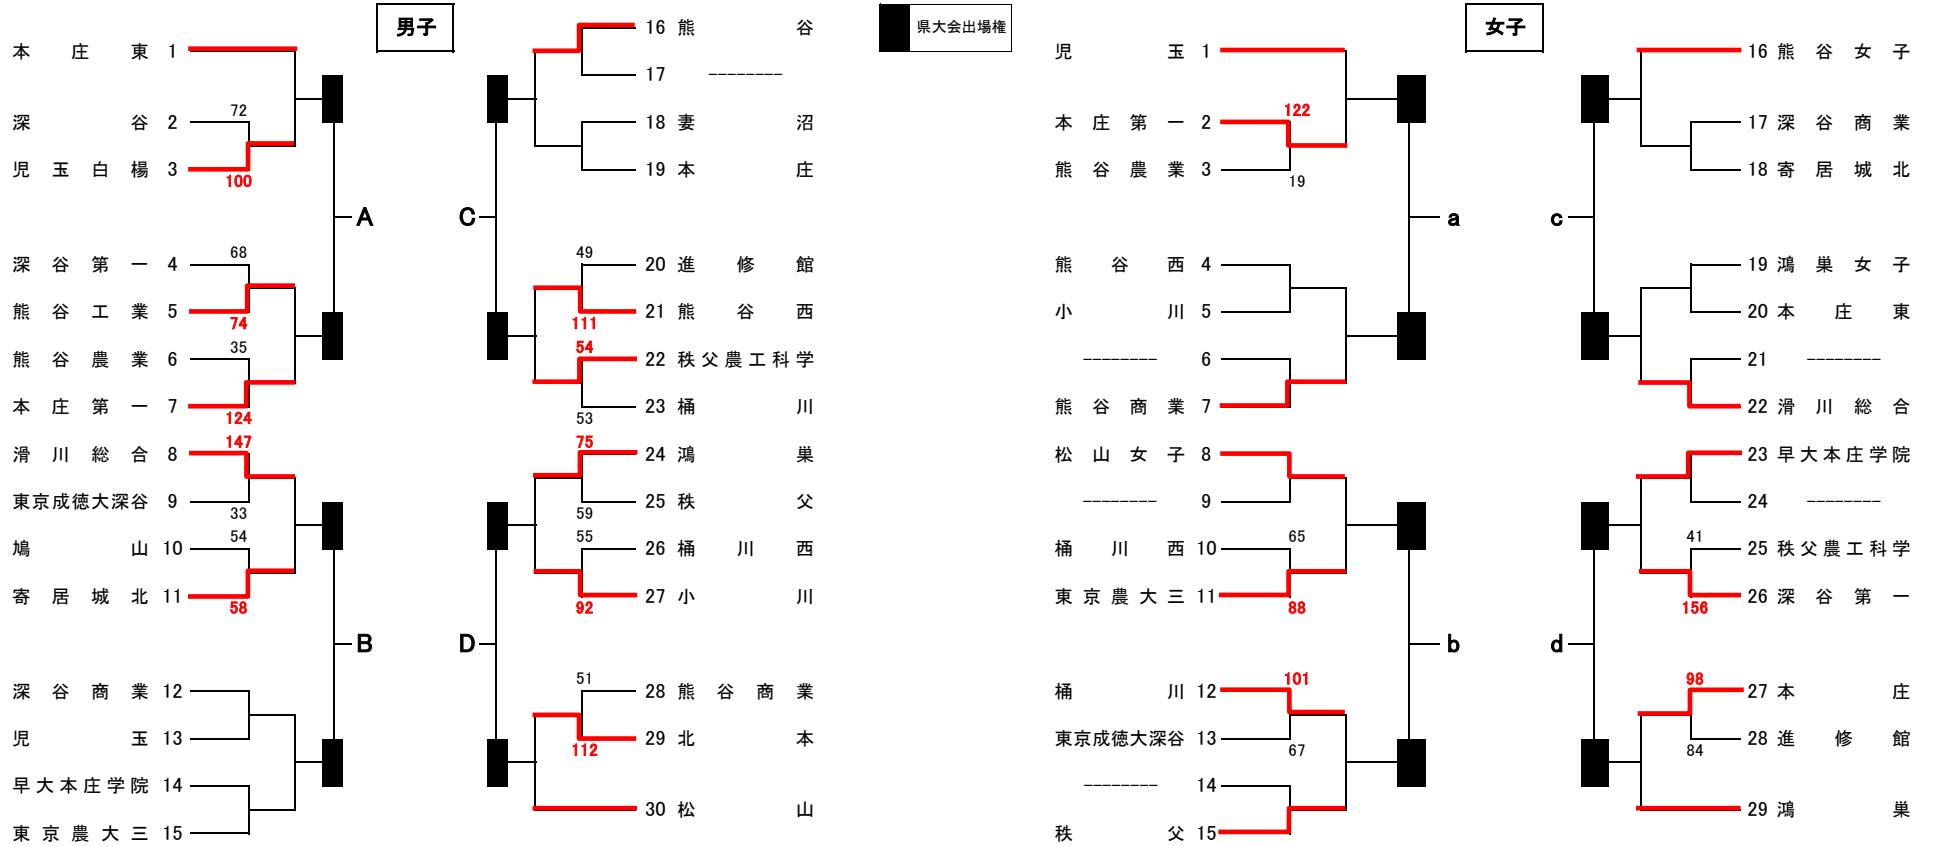 男子
県大会出場権
女子
本庄東 1
72
深谷 2
児玉白楊 3
100
A
68
深谷第一 4
熊谷工業 5
74
35
熊谷農業 6
本庄第一 7
124
147
滑川総合 8
東京成徳大深谷 9
33
54
鳩山 10
寄居城北 11
58
B
深谷商業 12
児玉 13
早大本庄学院 14
東京農大三 15
16 熊谷
17 --------
18 妻沼
19 本庄
C
49
20 進修館
21 熊谷西
111
54
22 秩父農工科学
23 桶川
53
75
24 鴻巣
25 秩父
59
55
26 桶川西
27 小川
92
D
51
28 熊谷商業
29 北本
112
30 松山
児玉 1
122
本庄第一 2
熊谷農業 3
19
a
熊谷西 4
小川 5
-------- 6
熊谷商業 7
松山女子 8
-------- 9
65
桶川西 10
東京農大三 11
88
b
101
桶川 12
東京成徳大深谷 13
67
-------- 14
秩父 15
16 熊谷女子
17 深谷商業
18 寄居城北
c
19 鴻巣女子
20 本庄東
21 --------
22 滑川総合
23 早大本庄学院
24 --------
41
25 秩父農工科学
26 深谷第一
156
d
98
27 本庄
28 進修館
84
29 鴻巣